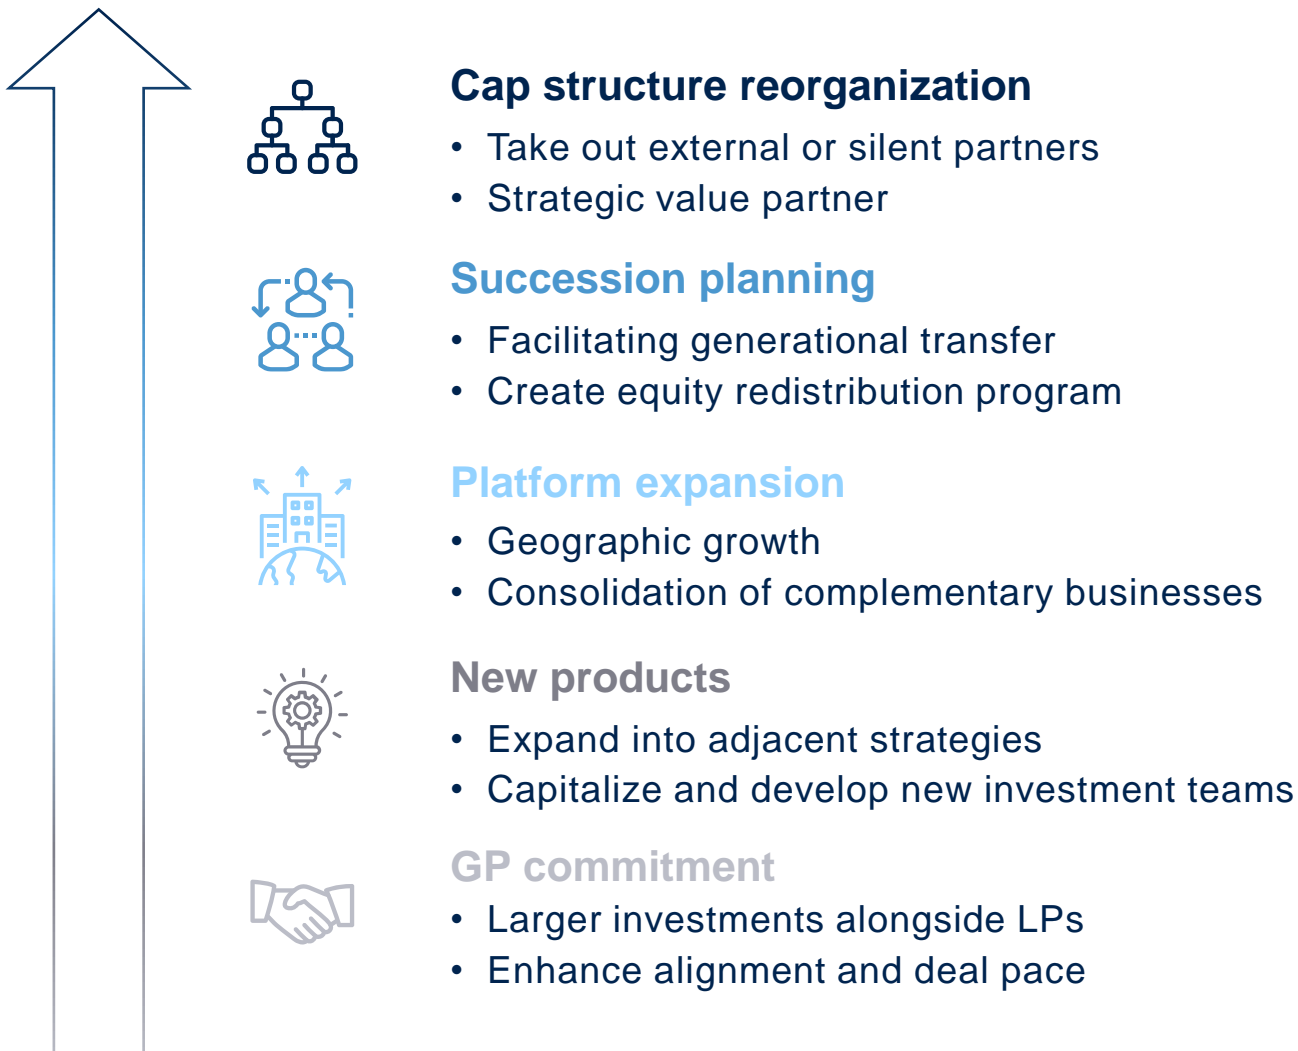 Cap structure reorganization
• Take out external or silent partners
• Strategic value partner
Succession planning
• Facilitating generational transfer
• Create equity redistribution program
Platform expansion
• Geographic growth
• Consolidation of complementary businesses
New products
• Expand into adjacent strategies
• Capitalize and develop new investment teams
GP commitment
• Larger investments alongside LPs
• Enhance alignment and deal pace